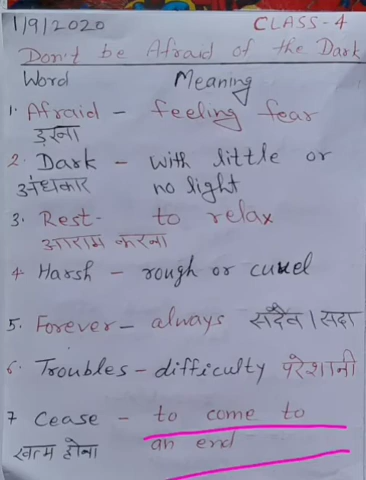 1/9/2020 CLASS-4
Don't be Afraid of the Dark
Word Meaning
1. Afraid - feeling fear
डरना
2. Dark - with little or
अंधकार no light
3. Rest- to relax
आराम करना
4. Harsh - rough or curel
5. Forever - always सदैव । सदा
6. Troubles - difficulty परेशानी
7 Cease - to come to
खत्म होना an end